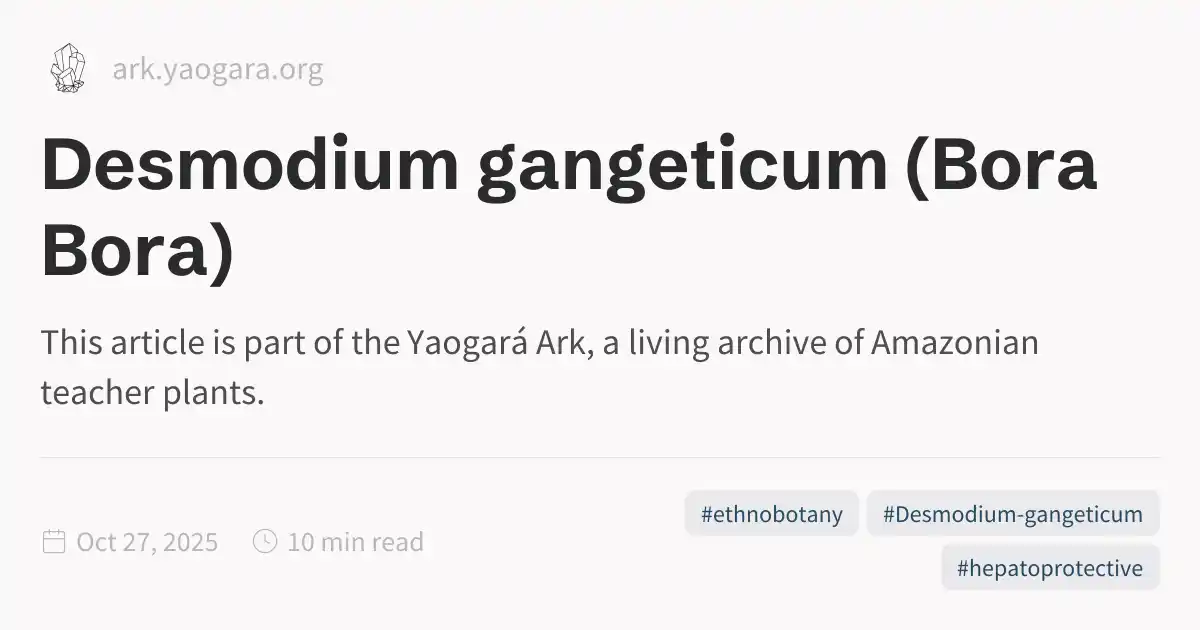 ark.yaogara.org
Desmodium gangeticum (Bora
Bora)
This article is part of the Yaogará Ark, a living archive of Amazonian
teacher plants.
Oct 27, 2025
10 min read
#ethnobotany
#Desmodium-gangeticum
#hepatoprotective